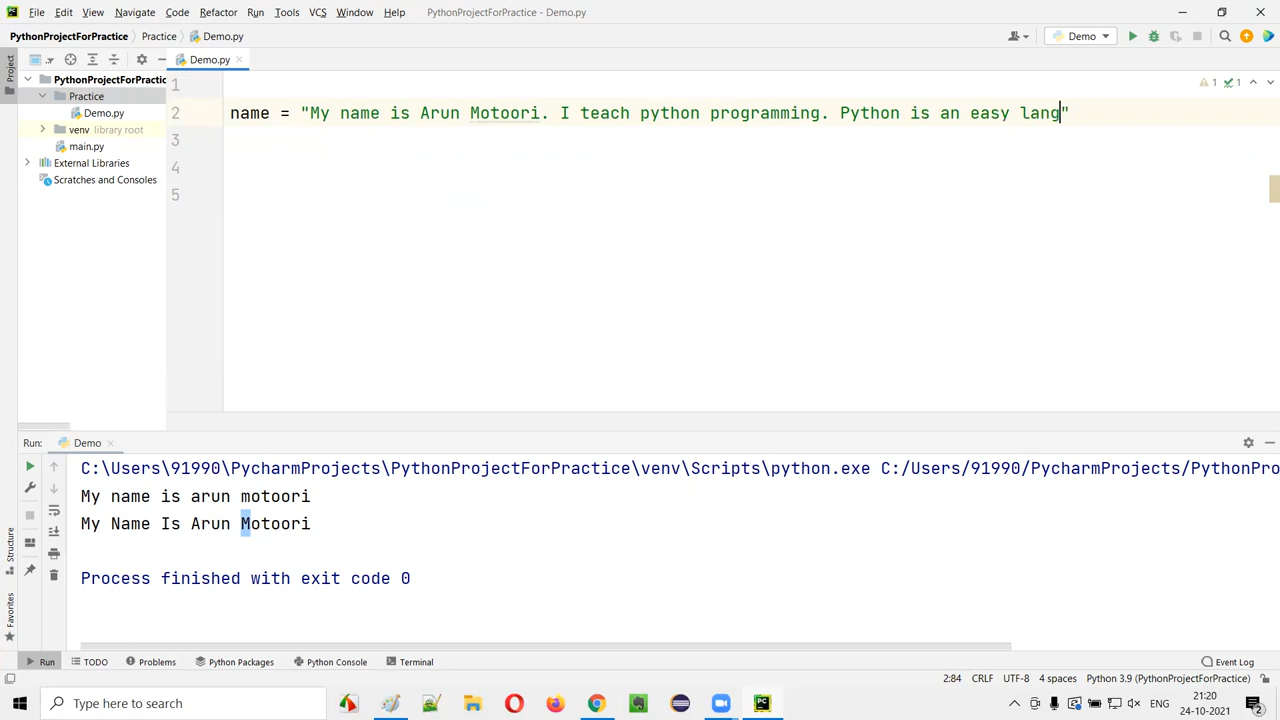 File Edit View Navigate Code Refactor Run Tools VCS Window Help PythonProjectForPractice - Demo.py
PythonProjectForPractice Practice Demo.py Demo
Project
Demo.py
PythonProjectForPractic
Practice
Demo.py
venv library root
main.py
External Libraries
Scratches and Consoles
1
2 name = "My name is Arun Motoori. I teach python programming. Python is an easy lang"
3
4
5
1 1
Run: Demo
C:\Users\91990\PycharmProjects\PythonProjectForPractice\venv\Scripts\python.exe C:/Users/91990/PycharmProjects/PythonPro
My name is arun motoori
My Name Is Arun Motoori
Process finished with exit code 0
Structure
Favorites
Run TODO Problems Python Packages Python Console Terminal Event Log
2:84 CRLF UTF-8 4 spaces Python 3.9 (PythonProjectForPractice)
Type here to search
ENG
21:20
24-10-2021
2